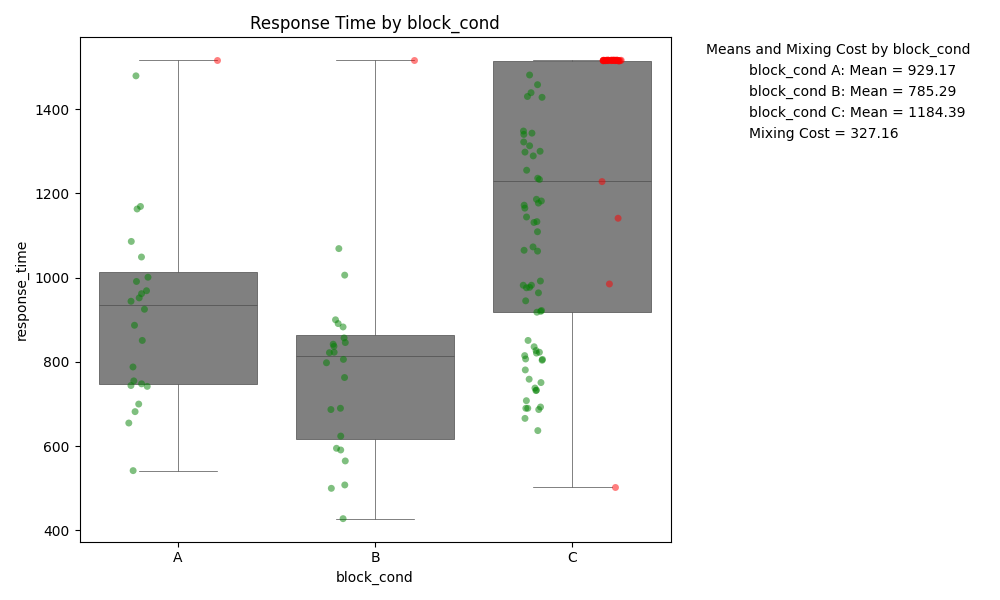 Response Time by block_cond
Means and Mixing Cost by block_cond
block_cond A: Mean = 929.17
block_cond B: Mean = 785.29
block_cond C: Mean = 1184.39
Mixing Cost = 327.16
response_time
1400
1200
1000
800
600
400
A
B
C
block_cond